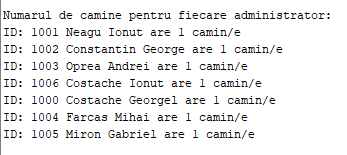 Numarul de camine pentru fiecare administrator:
ID: 1001 Neagu Ionut are 1 camin/e
ID: 1002 Constantin George are 1 camin/e
ID: 1003 Oprea Andrei are 1 camin/e
ID: 1006 Costache Ionut are 1 camin/e
ID: 1000 Costache Georgel are 1 camin/e
ID: 1004 Farcas Mihai are 1 camin/e
ID: 1005 Miron Gabriel are 1 camin/e